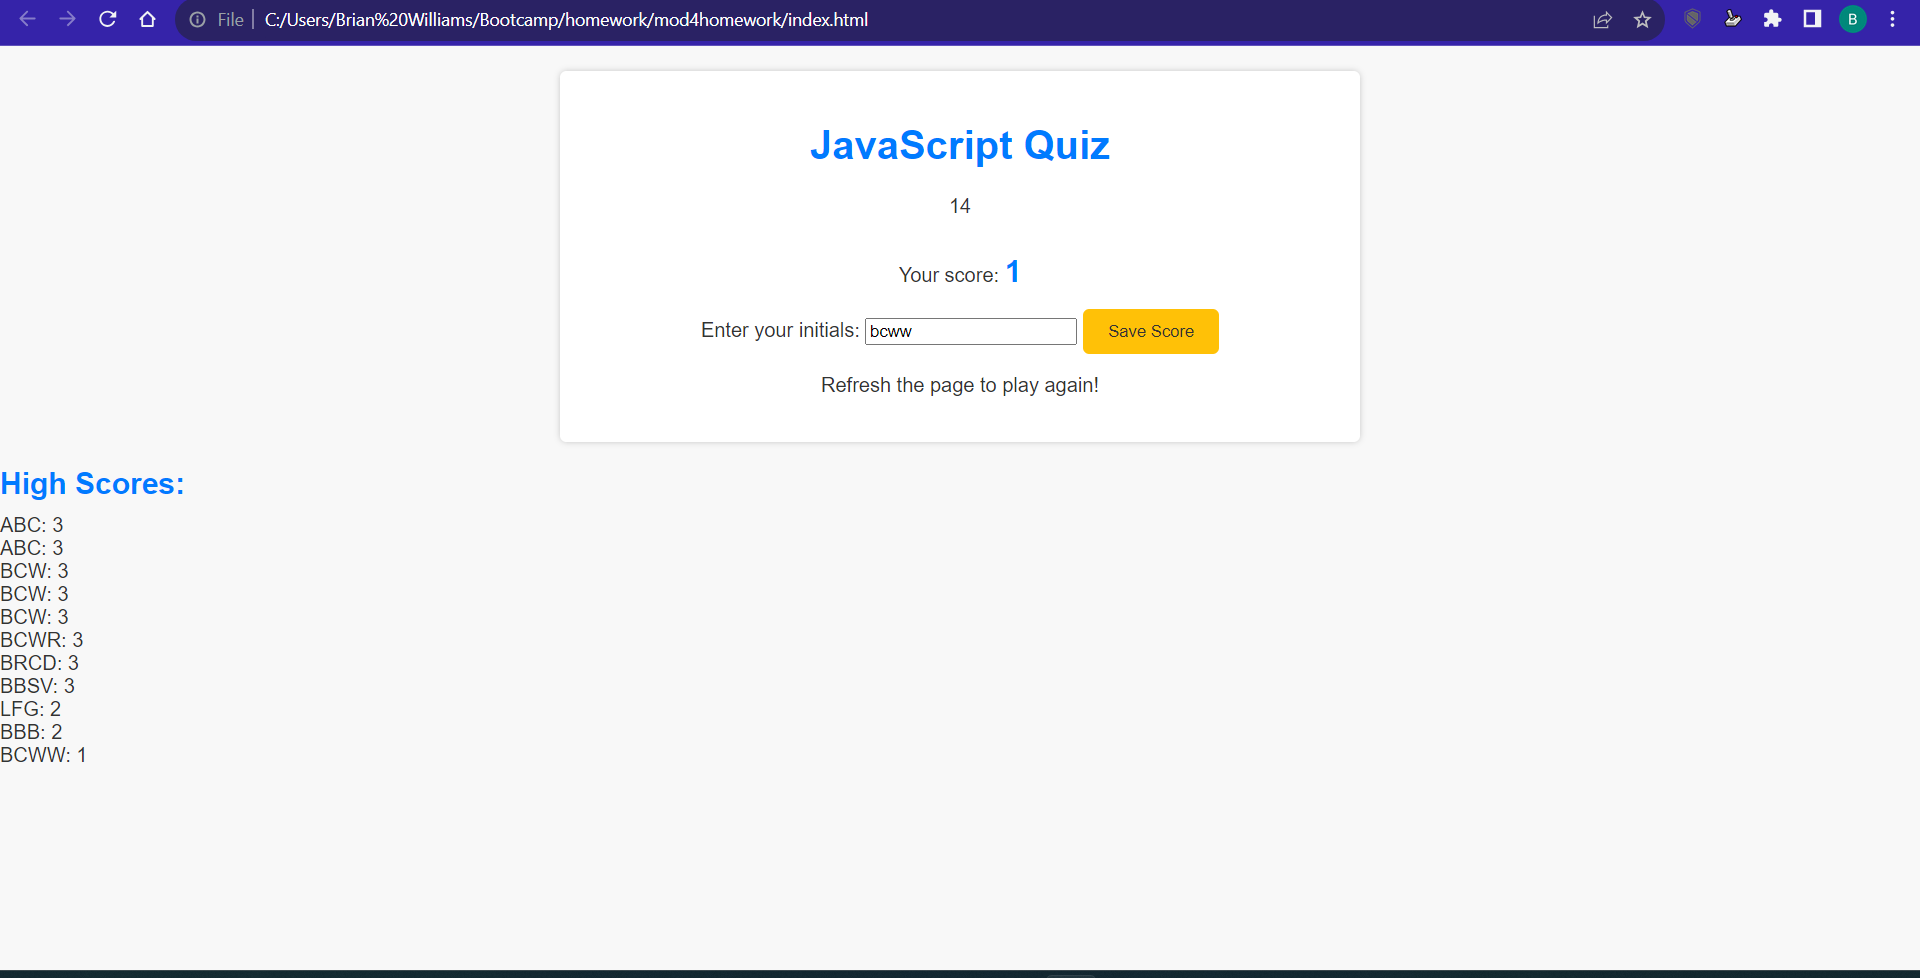 File C:/Users/Brian%20Williams/Bootcamp/homework/mod4homework/index.html
B
JavaScript Quiz
14
Your score: 1
Enter your initials: bcww Save Score
Refresh the page to play again!
High Scores:
ABC: 3
ABC: 3
BCW: 3
BCW: 3
BCW: 3
BCWR: 3
BRCD: 3
BBSV: 3
LFG: 2
BBB: 2
BCWW: 1